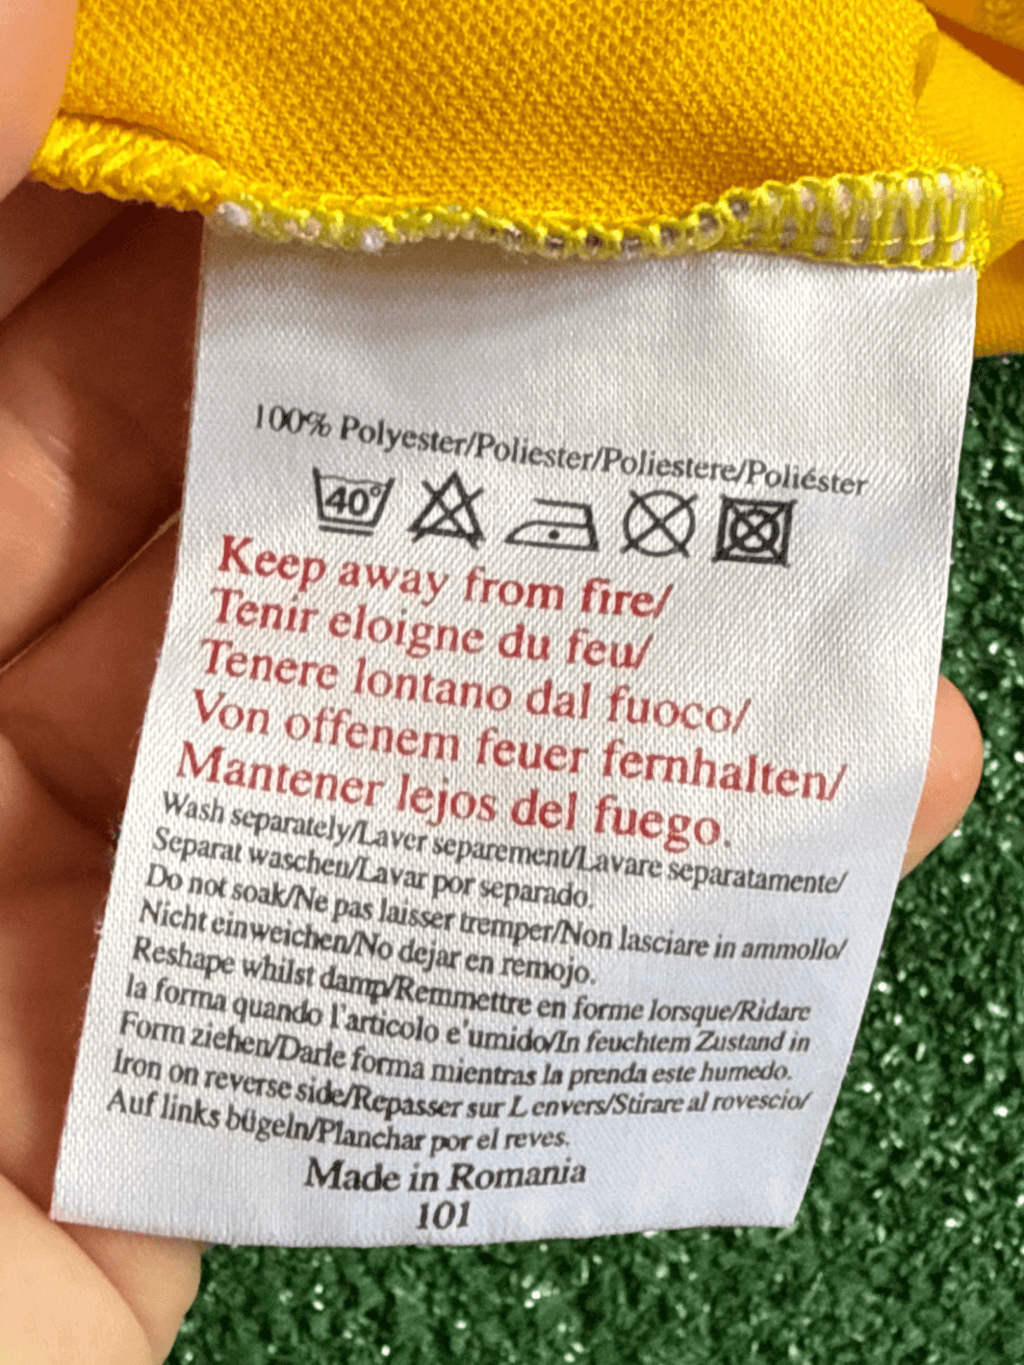 100% Polyester/Poliester/Poliestere/Poliéster
40°
Keep away from fire/
Tenir eloigne du feu/
Tenere lontano dal fuoco/
Von offenem feuer fernhalten/
Mantener lejos del fuego.
Wash separately/Laver separement/Lavare separatamente/
Separat waschen/Lavar por separado.
Do not soak/Ne pas laisser tremper/Non lasciare in ammollo/
Nicht einweichen/No dejar en remojo.
Reshape whilst damp/Remmettre en forme lorsque/Ridare
la forma quando l'articolo e'umido/In feuchtem Zustand in
Form ziehen/Darle forma mientras la prenda este humedo.
Iron on reverse side/Repasser sur L envers/Stirare al rovescio/
Auf links bügeln/Planchar por el reves.
Made in Romania
101